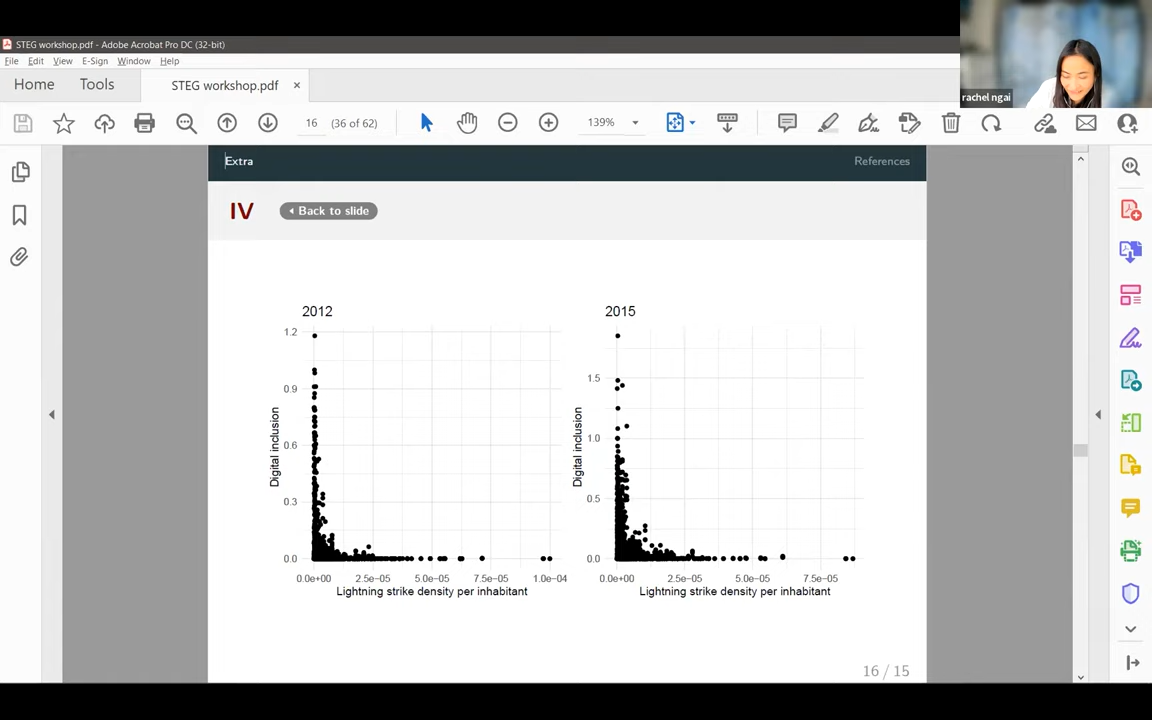 STEG workshop.pdf - Adobe Acrobat Pro DC (32-bit)
File Edit View E-Sign Window Help
Home Tools STEG workshop.pdf ×
16 (36 of 62) 139%
rachel ngai
Extra References
IV Back to slide
2012
1.2
0.9
0.6
0.3
0.0
Digital inclusion
0.0e+00 2.5e−05 5.0e−05 7.5e−05 1.0e−04
Lightning strike density per inhabitant
2015
1.5
1.0
0.5
0.0
Digital inclusion
0.0e+00 2.5e−05 5.0e−05 7.5e−05
Lightning strike density per inhabitant
16 / 15